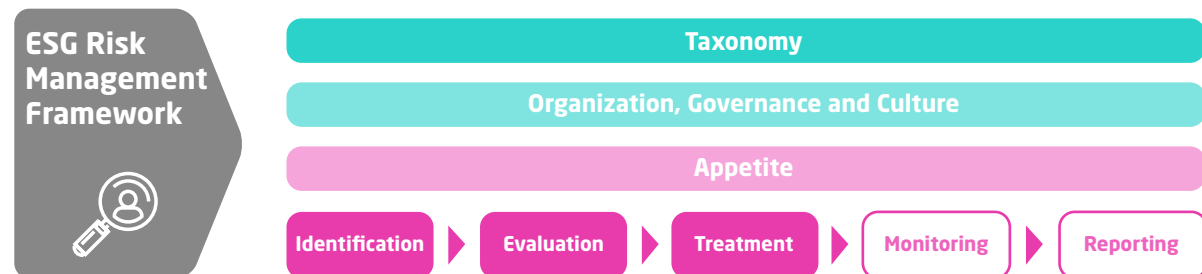 ESG Risk
Management
Framework
Taxonomy
Organization, Governance and Culture
Appetite
Identification
Evaluation
Treatment
Monitoring
Reporting